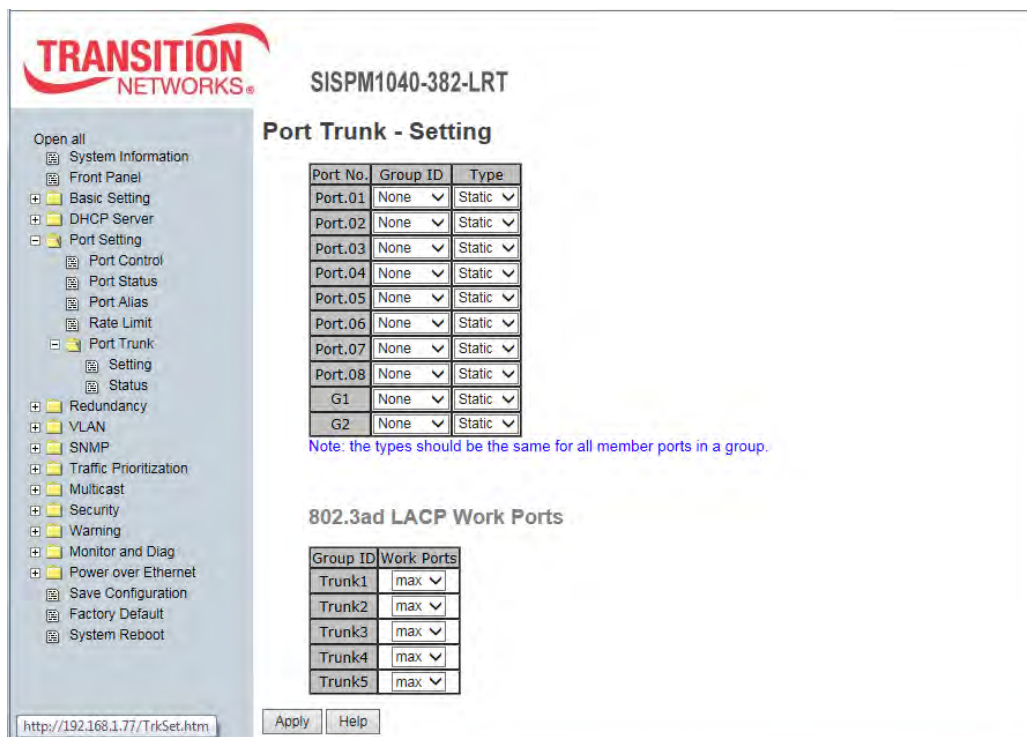 TRANSITION
NETWORKS®
SISPM1040-382-LRT
Open all
System Information
Front Panel
Basic Setting
DHCP Server
Port Setting
Port Control
Port Status
Port Alias
Rate Limit
Port Trunk
Setting
Status
Redundancy
VLAN
SNMP
Traffic Prioritization
Multicast
Security
Warning
Monitor and Diag
Power over Ethernet
Save Configuration
Factory Default
System Reboot
http://192.168.1.77/TrkSet.htm
Port Trunk - Setting
Port No. Group ID Type
Port.01 None Static
Port.02 None Static
Port.03 None Static
Port.04 None Static
Port.05 None Static
Port.06 None Static
Port.07 None Static
Port.08 None Static
G1 None Static
G2 None Static
Note: the types should be the same for all member ports in a group.
802.3ad LACP Work Ports
Group ID Work Ports
Trunk1 max
Trunk2 max
Trunk3 max
Trunk4 max
Trunk5 max
Apply Help